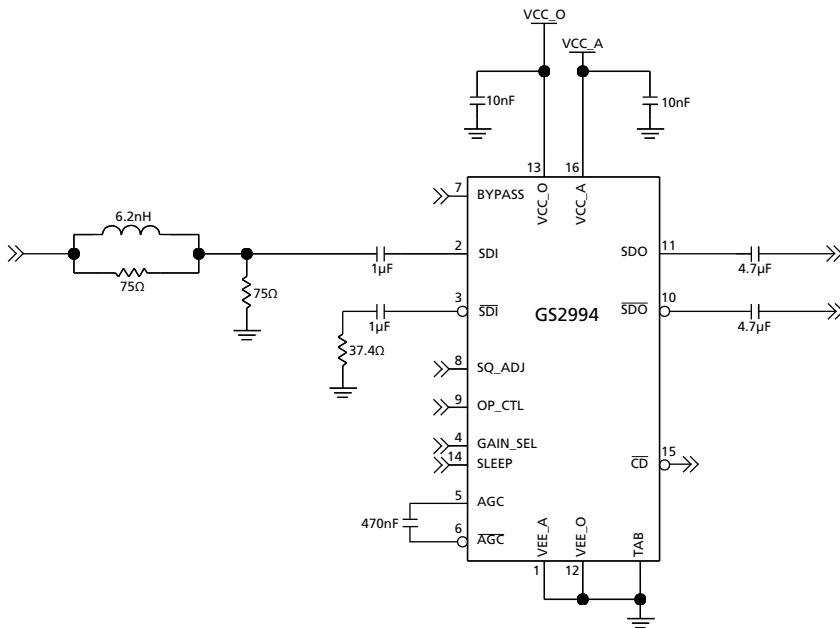 VCC_O
VCC_A
10nF
10nF
13
16
7
BYPASS
VCC_O
VCC_A
6.2nH
75Ω
75Ω
1µF
2
SDI
SDO
11
4.7µF
1µF
3
SDI
GS2994
SDO
10
4.7µF
37.4Ω
8
SQ_ADJ
9
OP_CTL
4
GAIN_SEL
14
SLEEP
CD
15
5
AGC
470nF
6
AGC
VEE_A
VEE_O
TAB
1
12